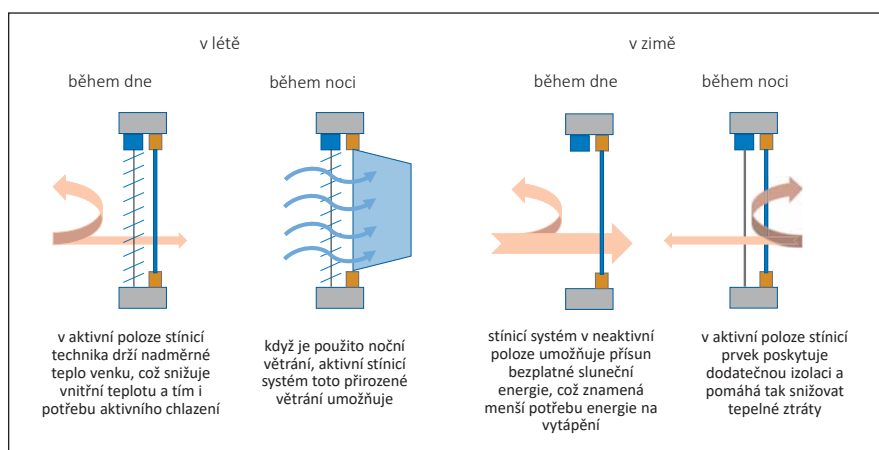 v létě
v zimě
během dne
během noci
během dne
během noci
v aktivní poloze stínicí
technika drží nadměrné
teplo venku, což snižuje
vnitřní teplotu a tím i
potřebu aktivního chlazení
když je použito noční
větrání, aktivní stínicí
systém toto přirozené
větrání umožňuje
stínicí systém v neaktivní
poloze umožňuje přísun
bezplatné sluneční
energie, což znamená
menší potřebu energie na
vytápění
v aktivní poloze stínicí
prvek poskytuje
dodatečnou izolaci a
pomáhá tak snižovat
tepelné ztráty